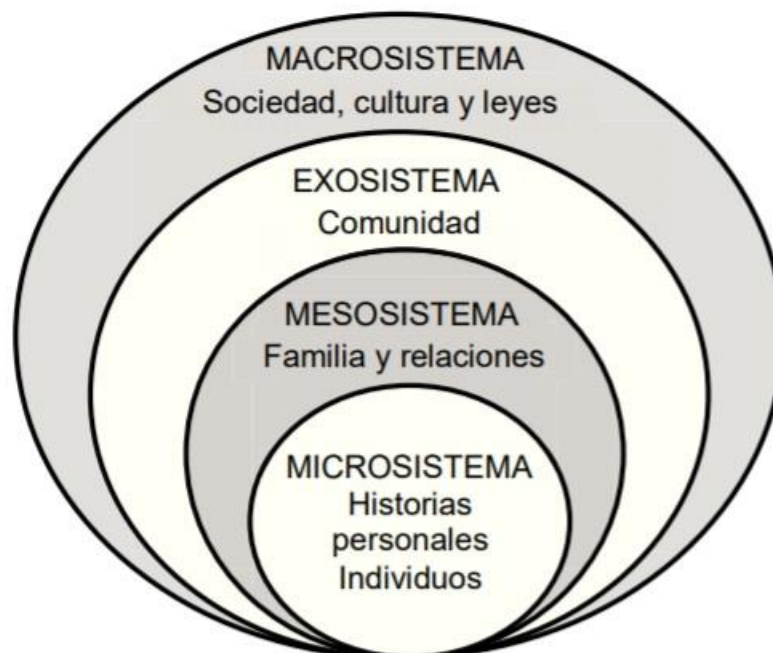 MACROSISTEMA
Sociedad, cultura y leyes
EXOSISTEMA
Comunidad
MESOSISTEMA
Familia y relaciones
MICROSISTEMA
Historias
personales
Individuos